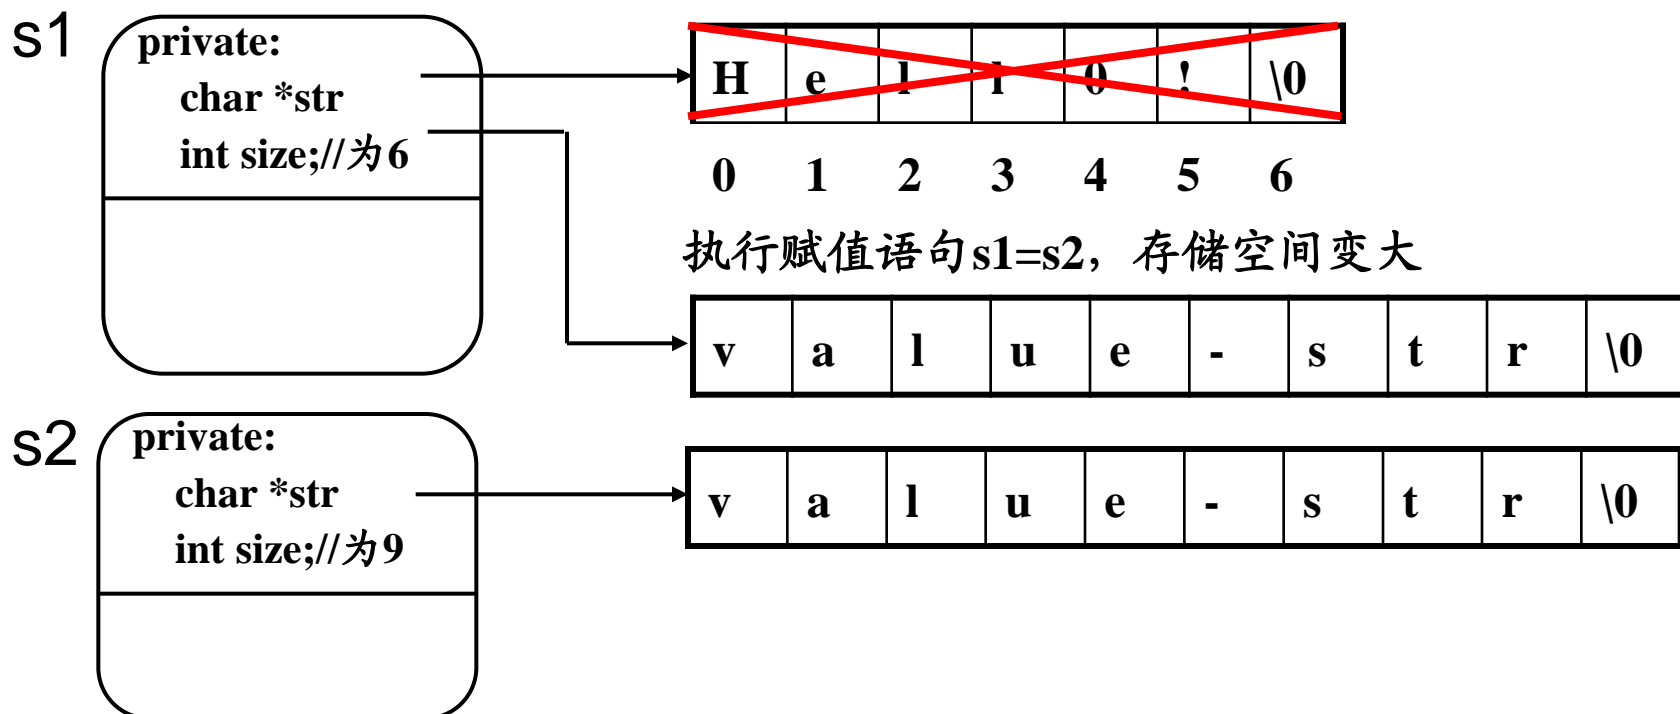 s1
private:
char *str
int size;//为6
H e l l 0 ! \0
0 1 2 3 4 5 6
执行赋值语句s1=s2，存储空间变大
v a l u e - s t r \0
s2
private:
char *str
int size;//为9
v a l u e - s t r \0